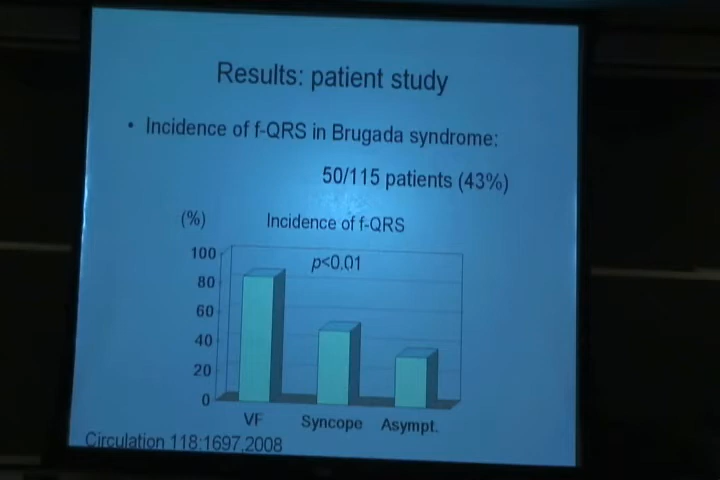 Results: patient study
• Incidence of f-QRS in Brugada syndrome:
50/115 patients (43%)
(%) Incidence of f-QRS
p<0.01
100
80
60
40
20
0
VF Syncope Asympt.
Circulation 118:1697,2008